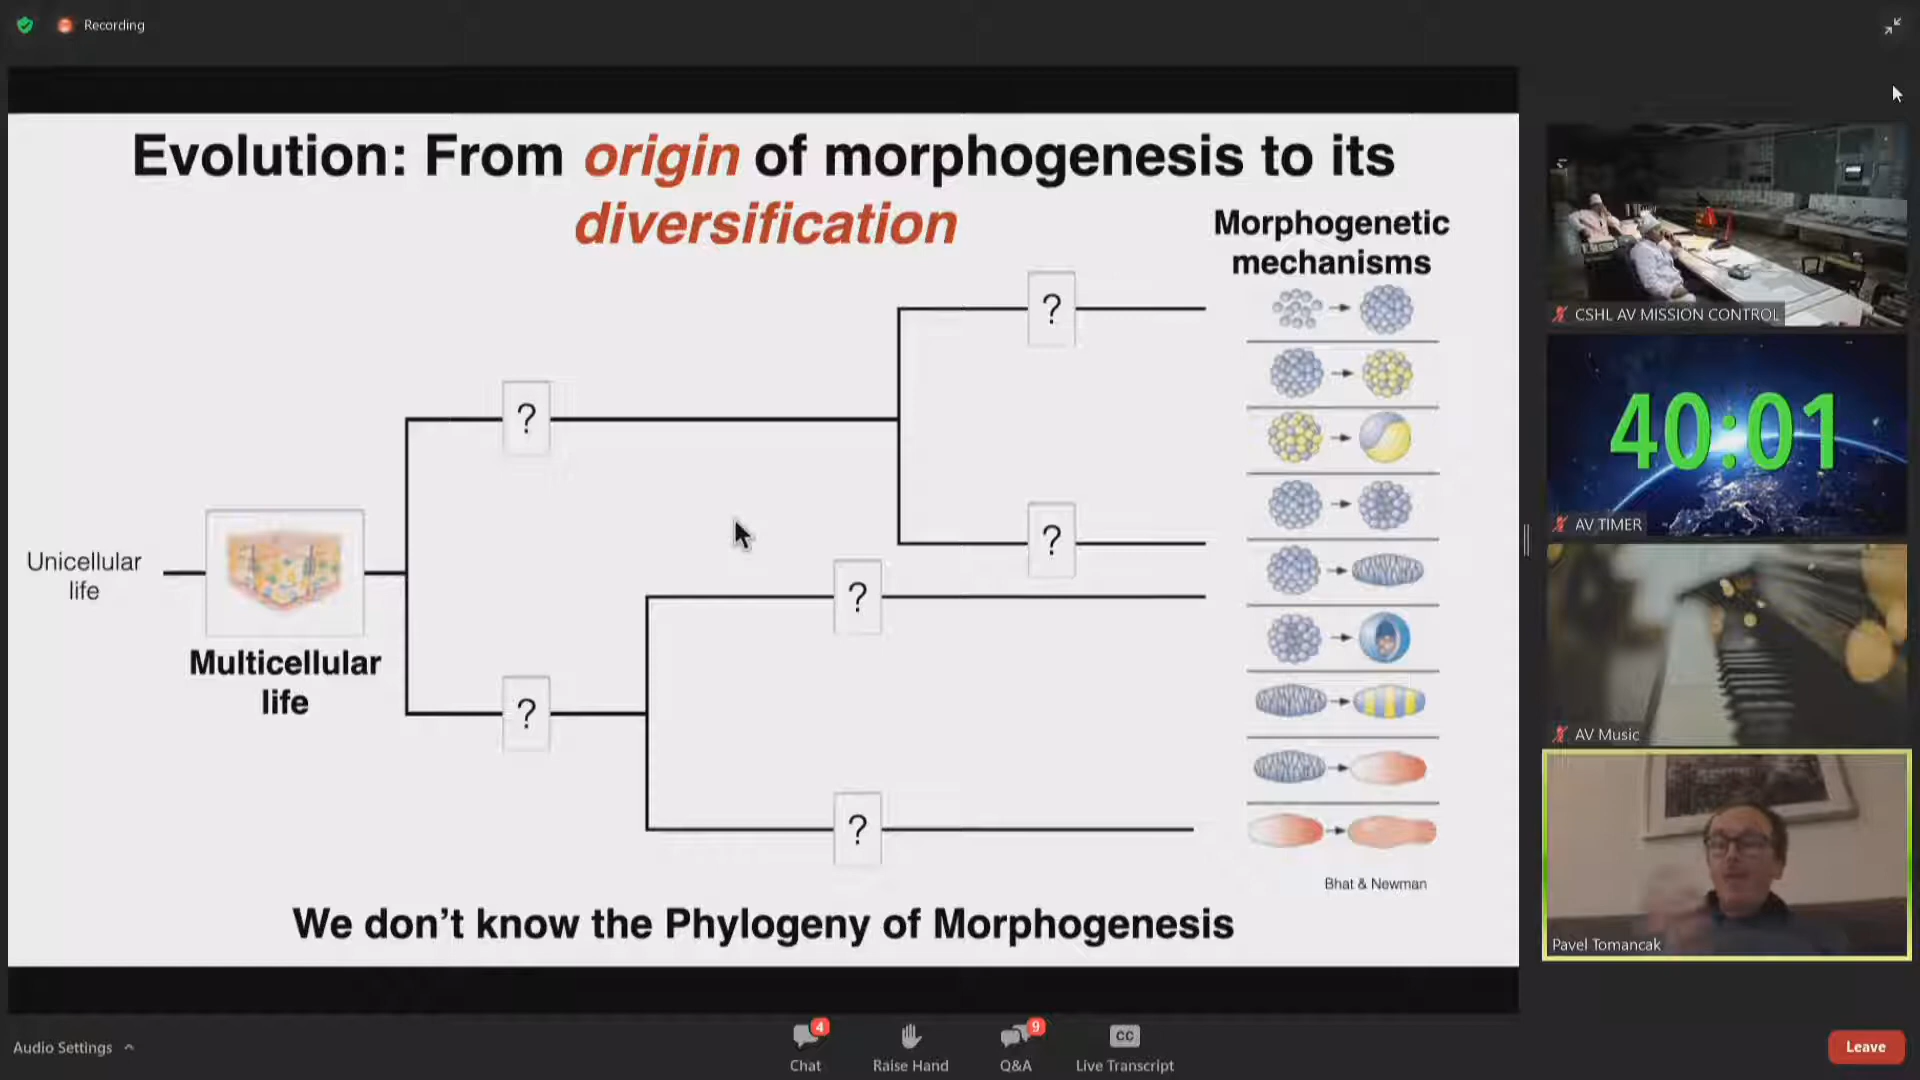 Recording
Evolution: From origin of morphogenesis to its
diversification
Morphogenetic
mechanisms
?
?
?
?
?
?
Unicellular
life
Multicellular
life
Bhat & Newman
We don't know the Phylogeny of Morphogenesis
CSHL AV MISSION CONTROL
40:01
AV TIMER
AV Music
Pavel Tomancak
Audio Settings
4
Chat
Raise Hand
9
Q&A
CC
Live Transcript
Leave